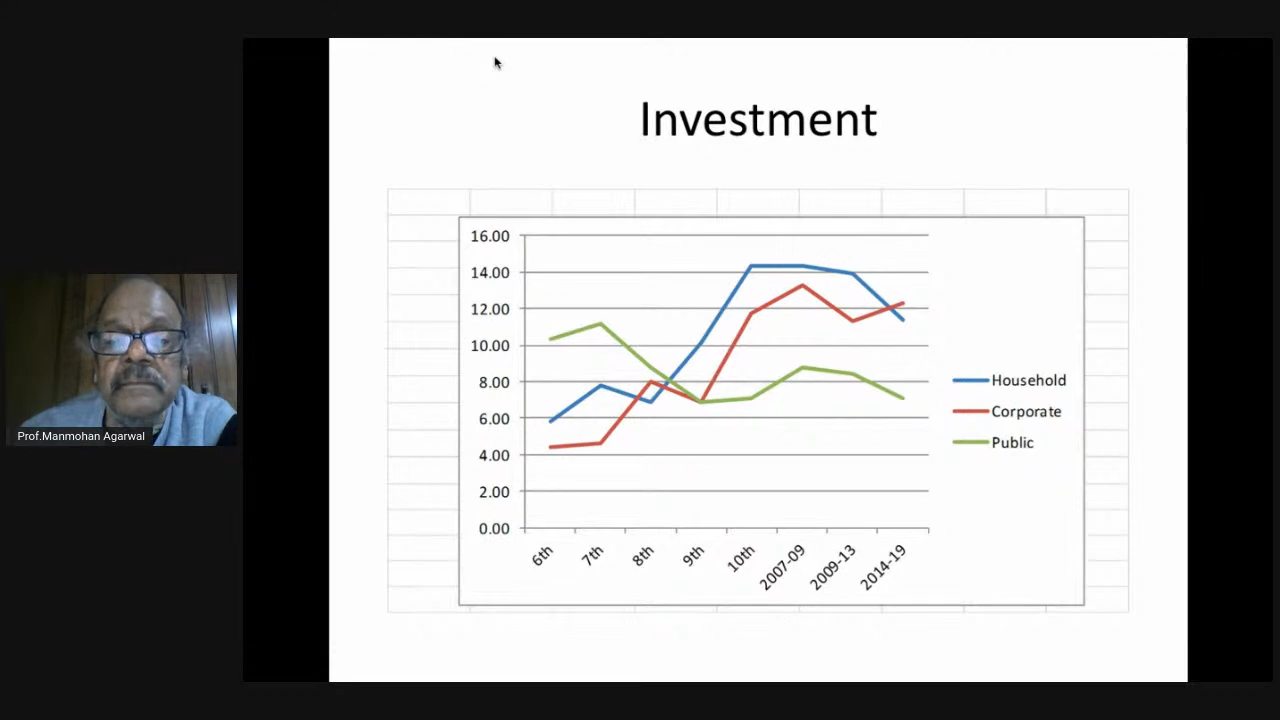 Investment
16.00
14.00
12.00
10.00
8.00
6.00
4.00
2.00
0.00
6th
7th
8th
9th
10th
2007-09
2009-13
2014-19
Household
Corporate
Public
Prof.Manmohan Agarwal